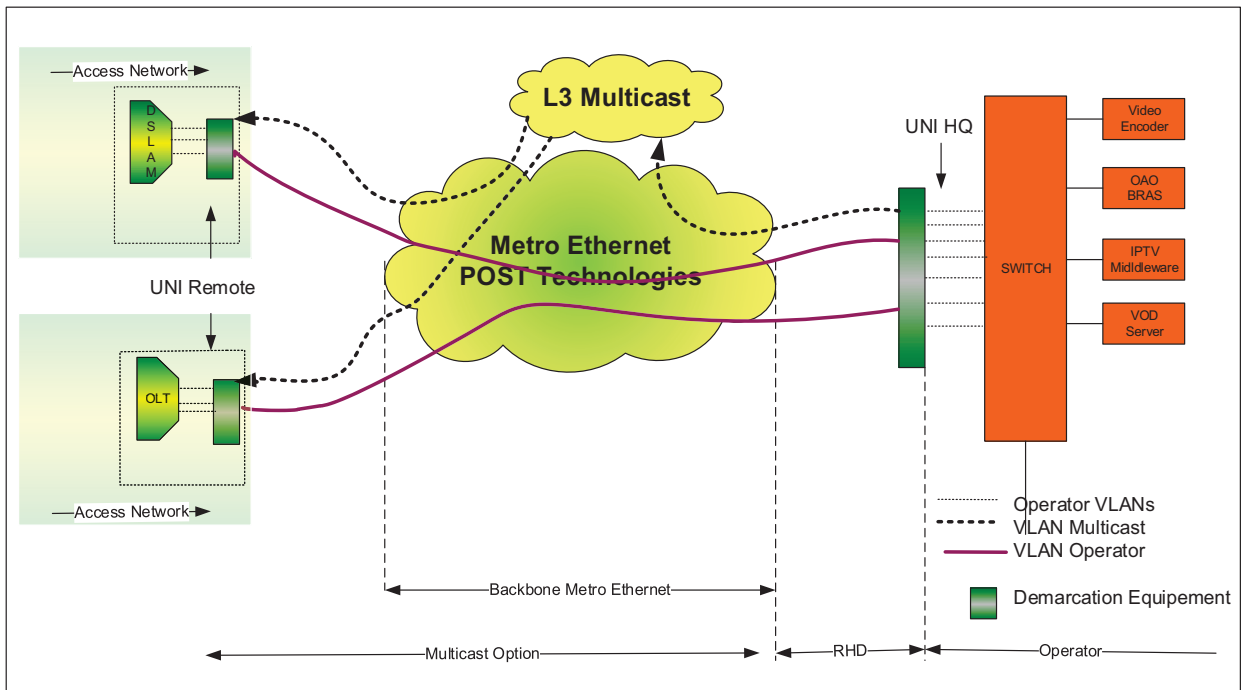 Access Network
DSLAM
UNI Remote
OLT
Access Network
L3 Multicast
Metro Ethernet
POST Technologies
UNI HQ
SWITCH
Video
Encoder
OAO
BRAS
IPTV
MidIdleware
VOD
Server
Operator VLANs
VLAN Multicast
VLAN Operator
Demarcation Equipement
Backbone Metro Ethernet
Multicast Option
RHD
Operator